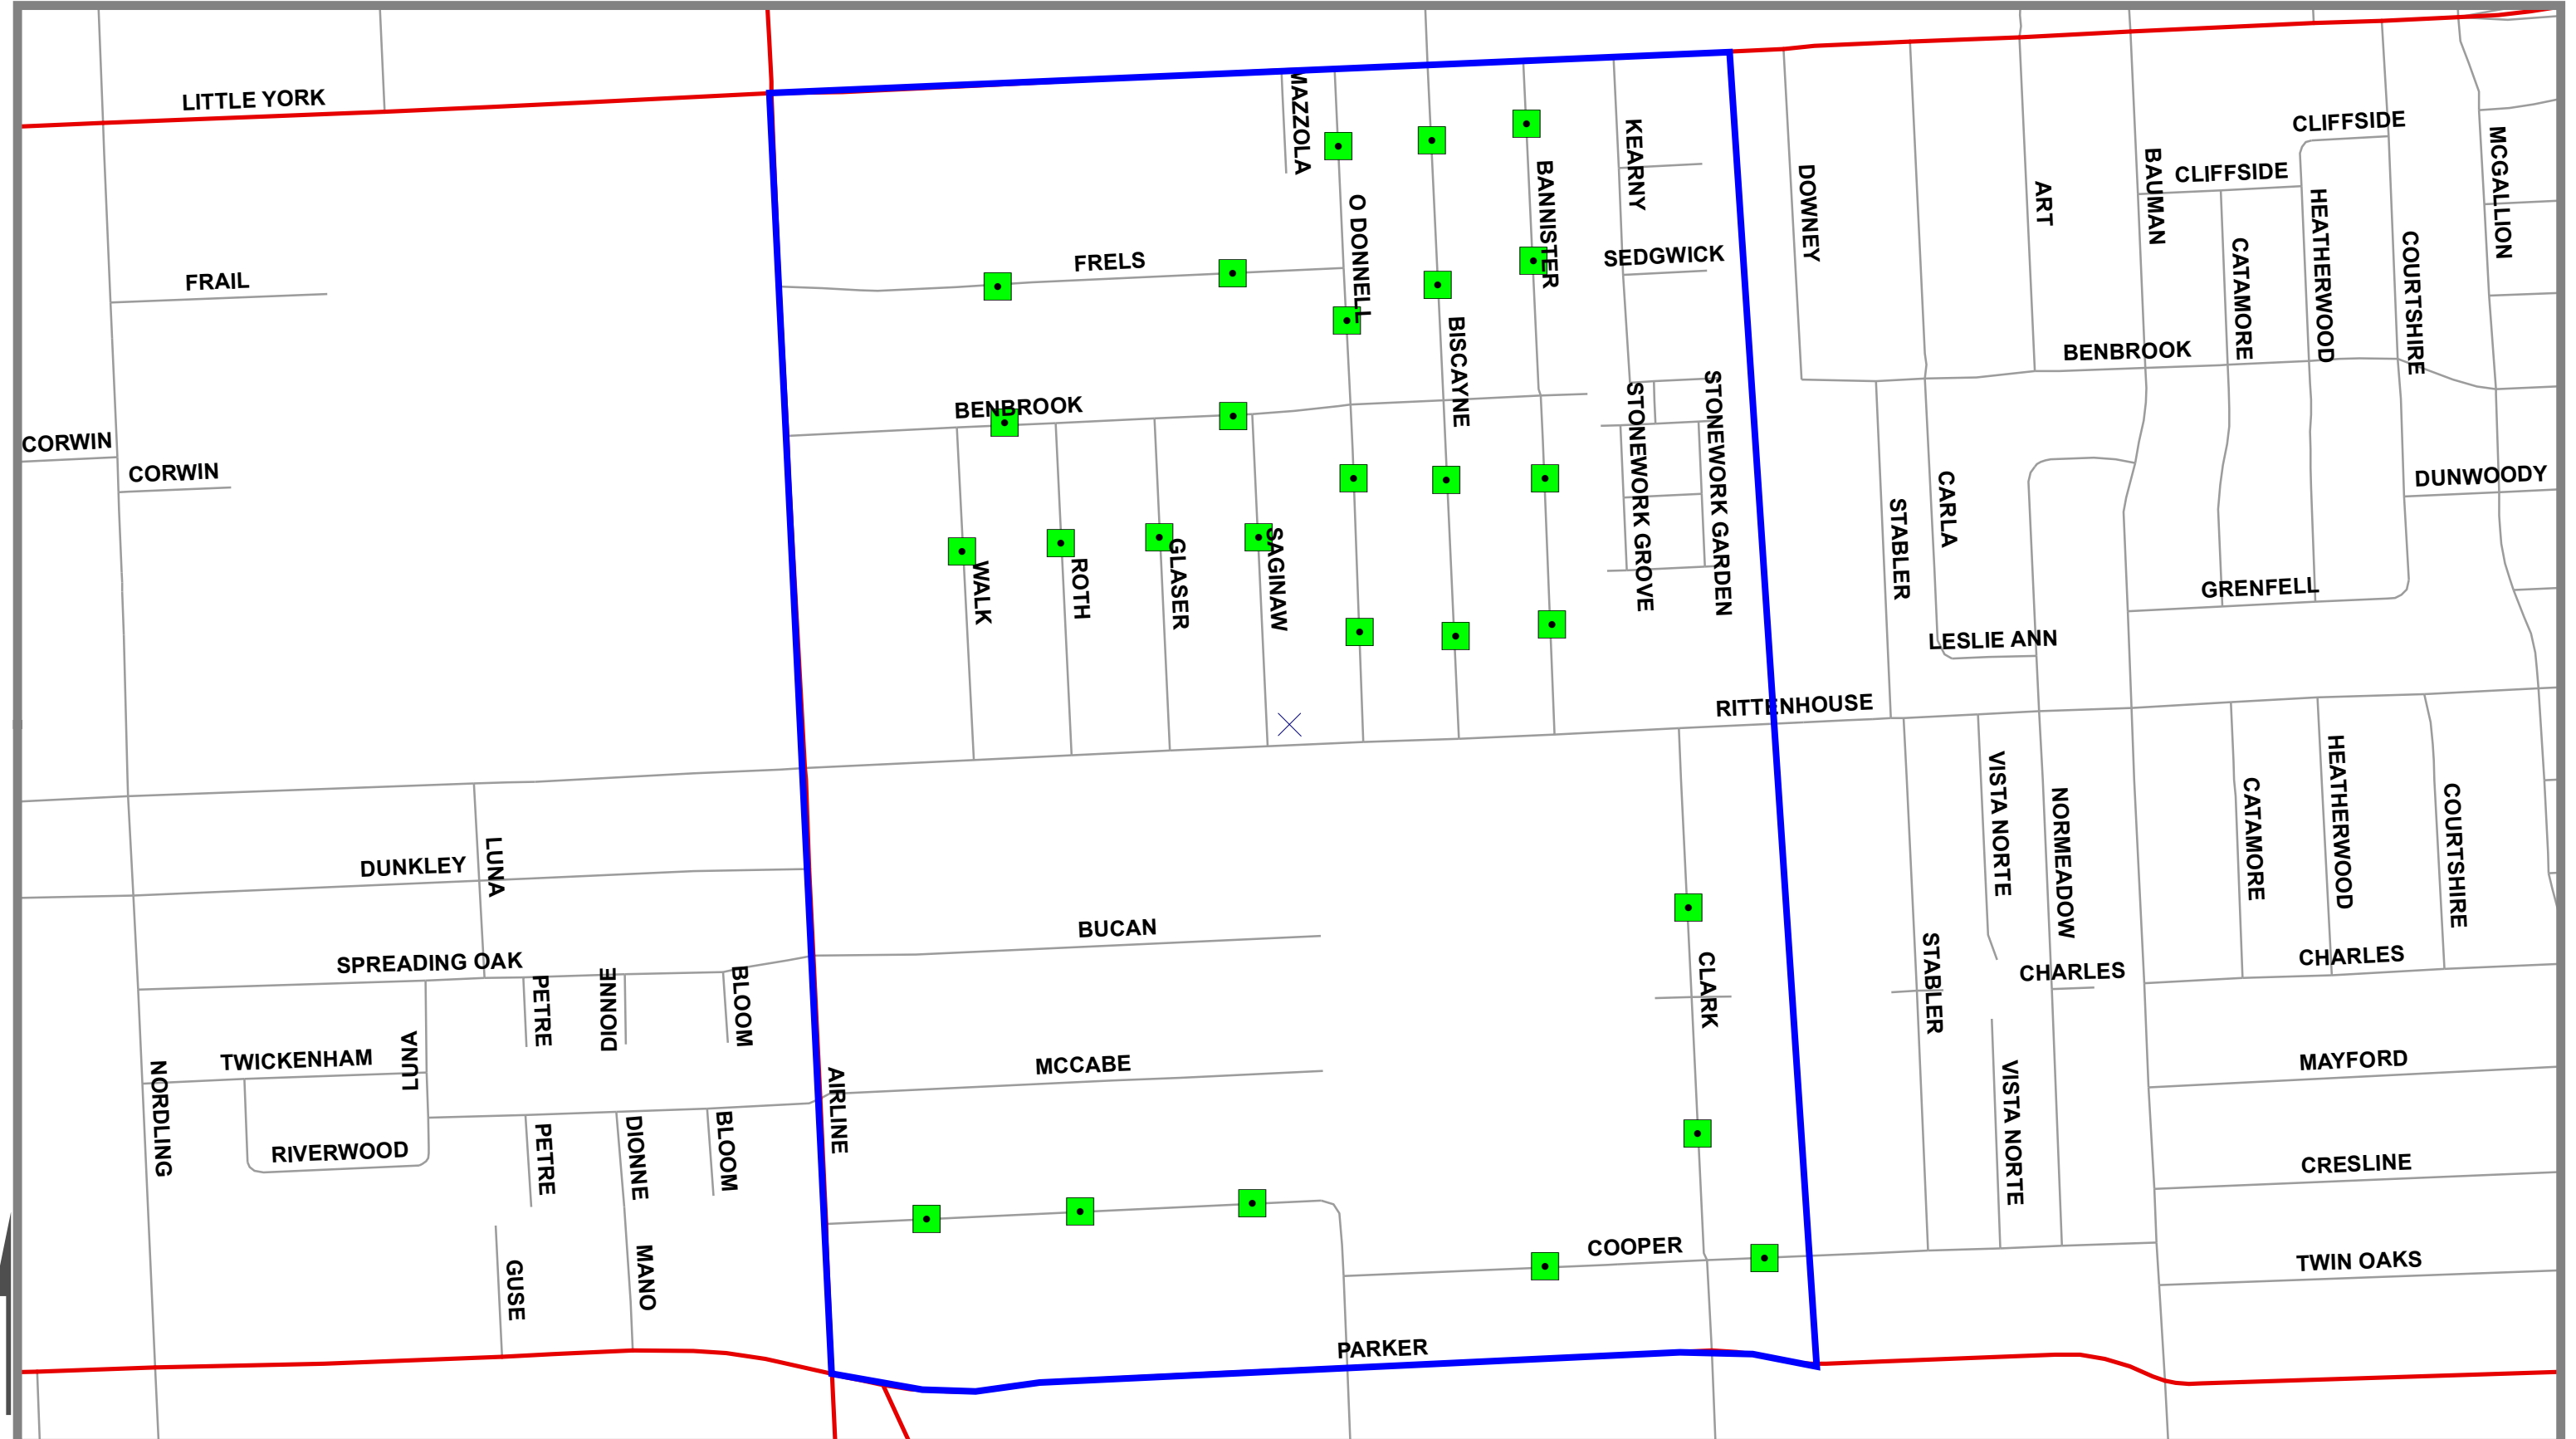 LITTLE YORK
MAZZOLA
KEARNY
CLIFFSIDE
CLIFFSIDE
MCGALLION
BAUMAN
BANNISTER
DOWNEY
ART
HEATHERWOOD
O DONNELL
CATAMORE
COURTSHIRE
FRELS
SEDGWICK
FRAIL
BISCAYNE
BENBROOK
BENBROOK
STONEWORK GROVE
STONEWORK GARDEN
CORWIN
CORWIN
DUNWOODY
CARLA
STABLER
WALK
ROTH
GLASER
SAGINAW
GRENFELL
LESLIE ANN
RITTENHOUSE
VISTA NORTE
NORMEADOW
CATAMORE
HEATHERWOOD
COURTSHIRE
LUNA
DUNKLEY
BUCAN
STABLER
CLARK
CHARLES
CHARLES
SPREADING OAK
PETRE
DIONNE
BLOOM
TWICKENHAM
LUNA
NORDLING
MCCABE
AIRLINE
MAYFORD
VISTA NORTE
RIVERWOOD
PETRE
DIONNE
BLOOM
CRESLINE
COOPER
TWIN OAKS
GUSE
MANO
PARKER